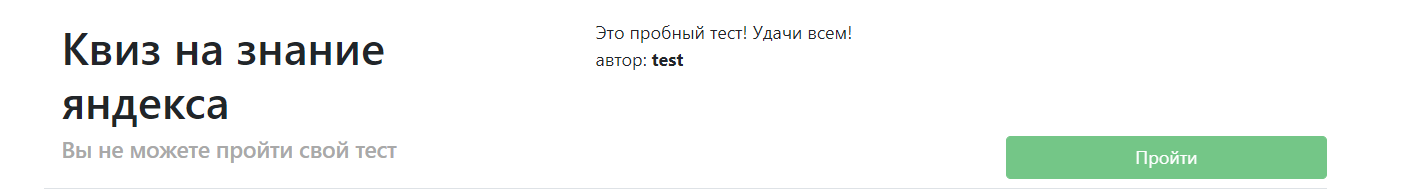 Квиз на знание
яндекса
Вы не можете пройти свой тест
Это пробный тест! Удачи всем!
автор: test
Пройти